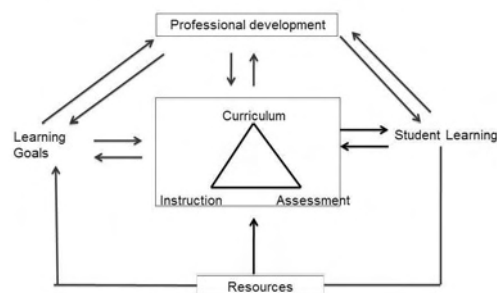 Professional development
Curriculum
Learning
Goals
Student Learning
Instruction
Assessment
Resources